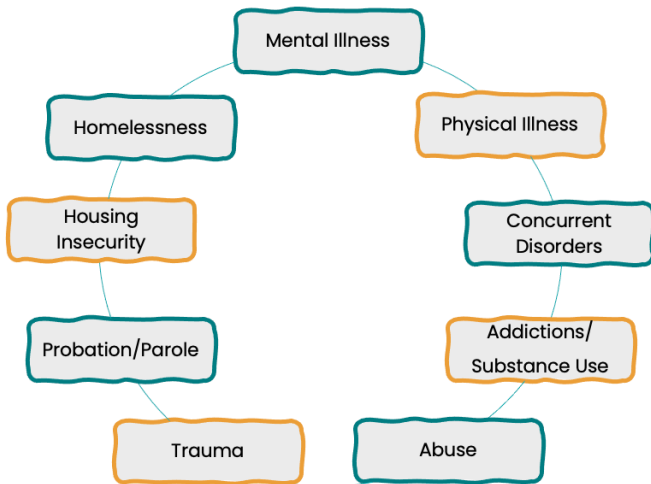 Mental Illness
Homelessness
Physical Illness
Housing
Insecurity
Concurrent
Disorders
Probation/Parole
Addictions/
Substance Use
Trauma
Abuse